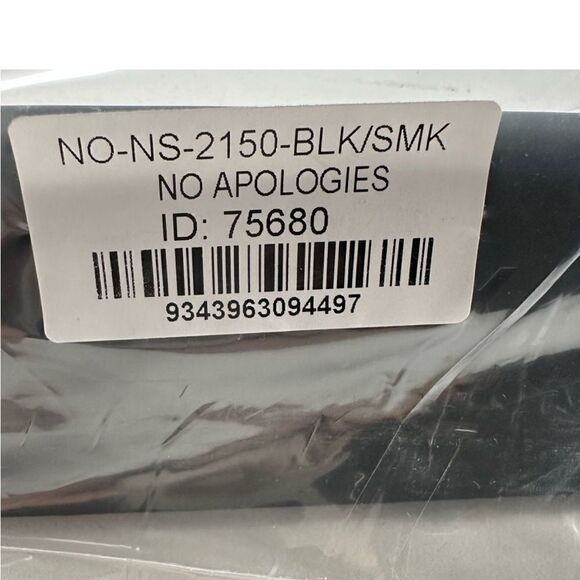 NO-NS-2150-BLK/SMK
NO APOLOGIES
ID: 75680
9343963094497